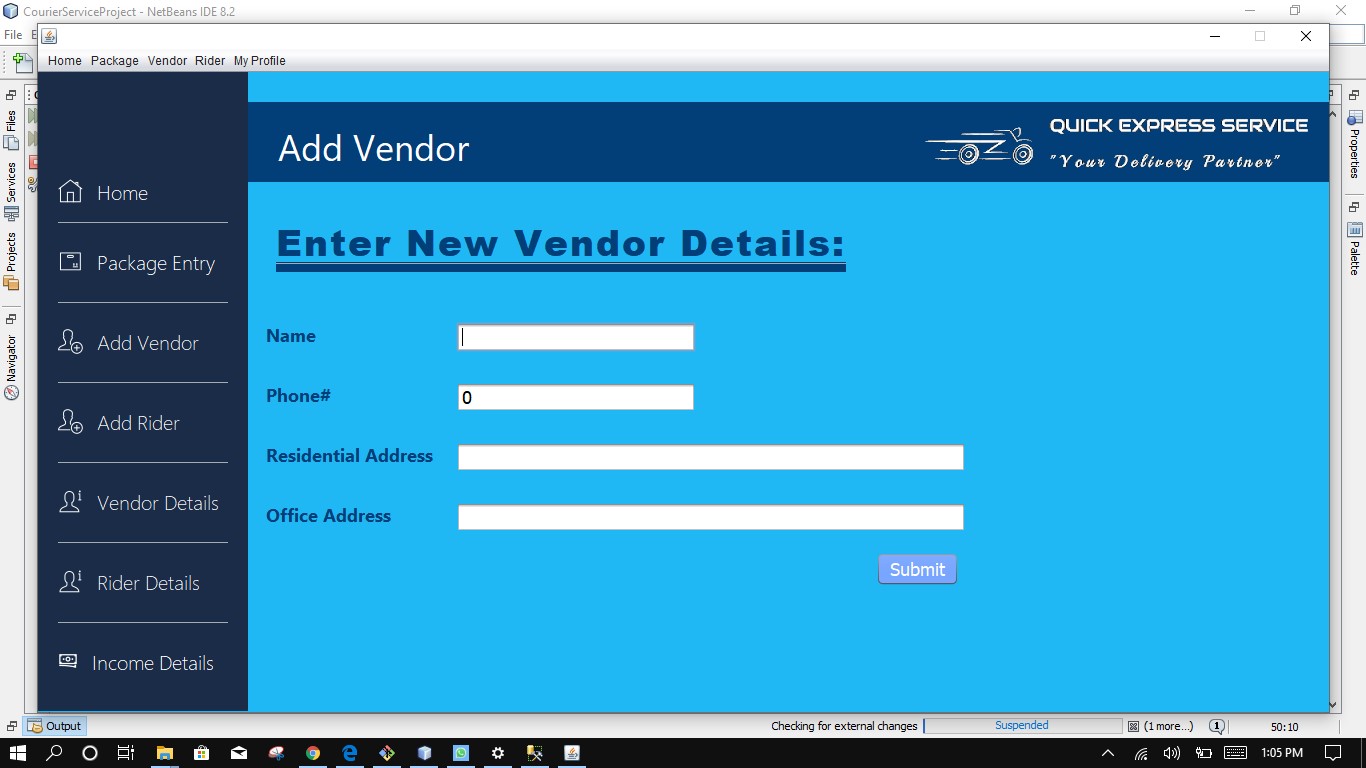 CourierServiceProject - NetBeans IDE 8.2
File
Home Package Vendor Rider My Profile
Files
Services
Projects
Navigator
Home
Package Entry
Add Vendor
Add Rider
Vendor Details
Rider Details
Income Details
Add Vendor
QUICK EXPRESS SERVICE
"Your Delivery Partner"
Enter New Vendor Details:
Name
Phone# 0
Residential Address
Office Address
Submit
Properties
Palette
Output
Checking for external changes Suspended (1 more...) 1 50:10
1:05 PM